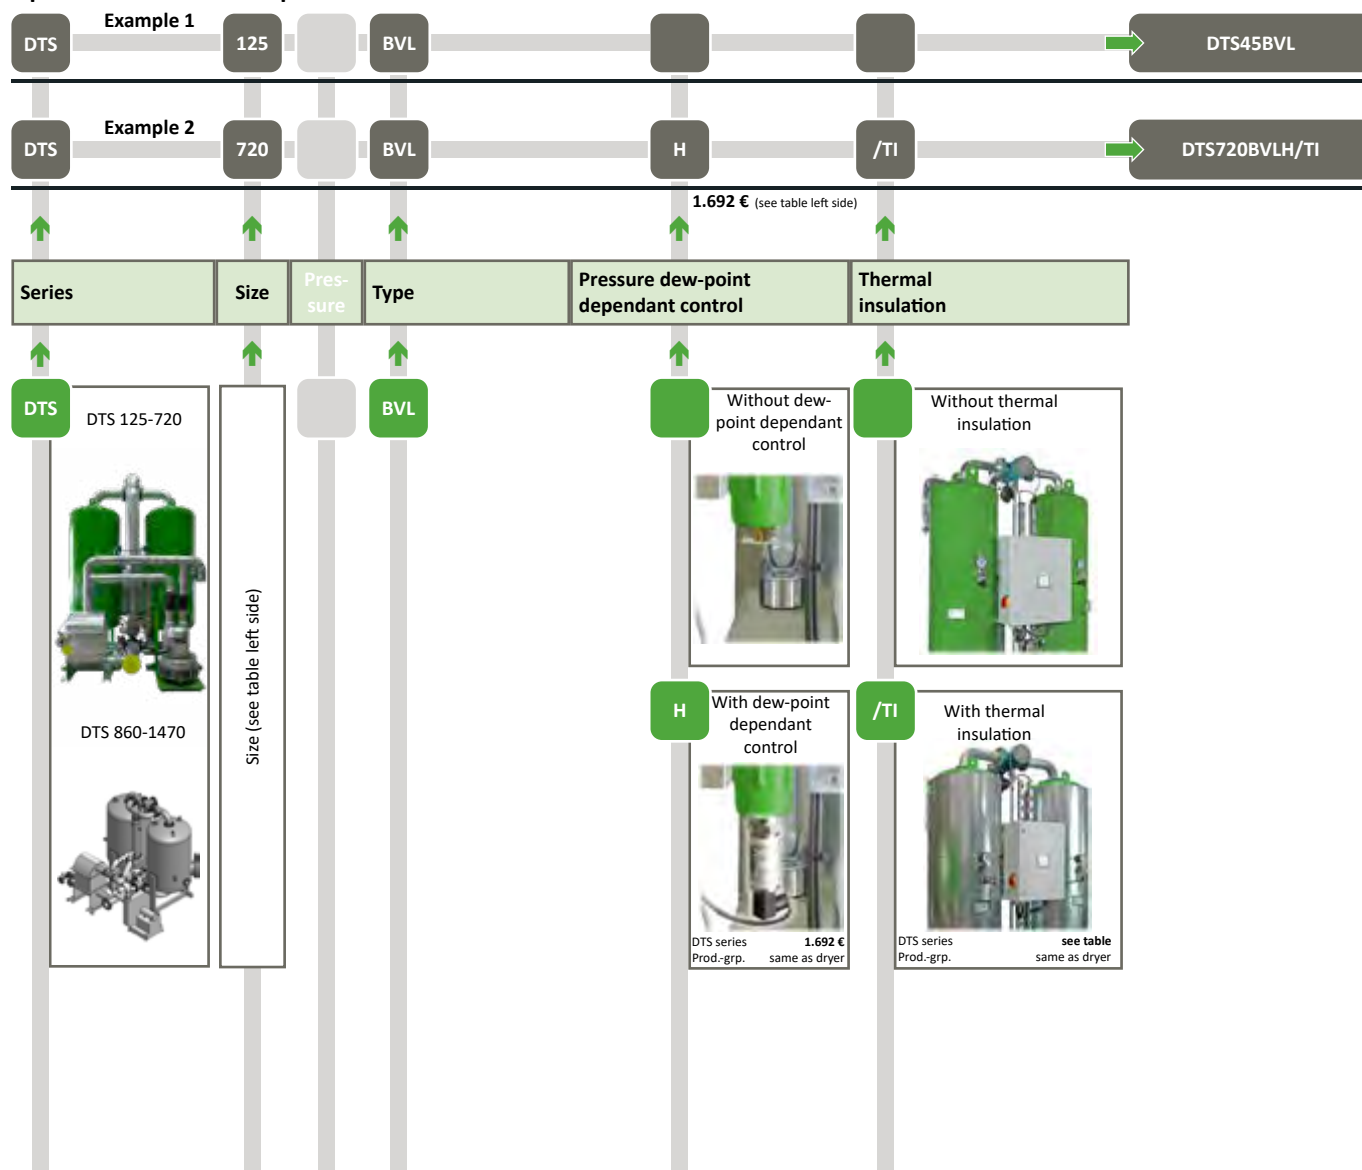 Example 1
DTS
125
BVL
DTS45BVL
Example 2
DTS
720
BVL
H
/TI
DTS720BVLH/TI
1.692 € (see table left side)
Series
Size
Pres-
sure
Type
Pressure dew-point
dependant control
Thermal
insulation
DTS
DTS 125-720
DTS 860-1470
Size (see table left side)
BVL
Without dew-
point dependant
control
H
With dew-point
dependant
control
DTS series 1.692 €
Prod.-grp. same as dryer
Without thermal
insulation
/TI
With thermal
insulation
DTS series see table
Prod.-grp. same as dryer